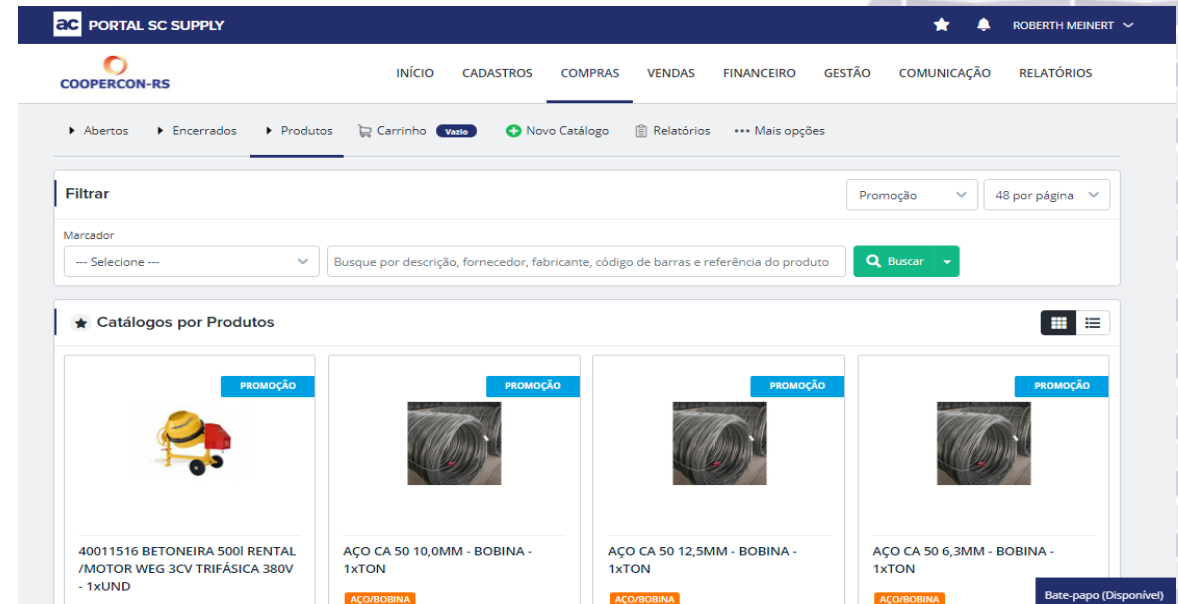 ac PORTAL SC SUPPLY
ROBERTH MEINERT
COOPERCON-RS
INÍCIO CADASTROS COMPRAS VENDAS FINANCEIRO GESTÃO COMUNICAÇÃO RELATÓRIOS
Abertos Encerrados Produtos Carrinho Vazio Novo Catálogo Relatórios ••• Mais opções
Filtrar
Promoção 48 por página
Marcador
--- Selecione --- Busque por descrição, fornecedor, fabricante, código de barras e referência do produto Buscar
Catálogos por Produtos
PROMOÇÃO PROMOÇÃO PROMOÇÃO PROMOÇÃO
40011516 BETONEIRA 500l RENTAL
/MOTOR WEG 3CV TRIFÁSICA 380V
- 1xUND
AÇO CA 50 10,0MM - BOBINA -
1xTON
AÇO/BOBINA
AÇO CA 50 12,5MM - BOBINA -
1xTON
AÇO/BOBINA
AÇO CA 50 6,3MM - BOBINA -
1xTON
AÇO/BOBINA
Bate-papo (Disponível)